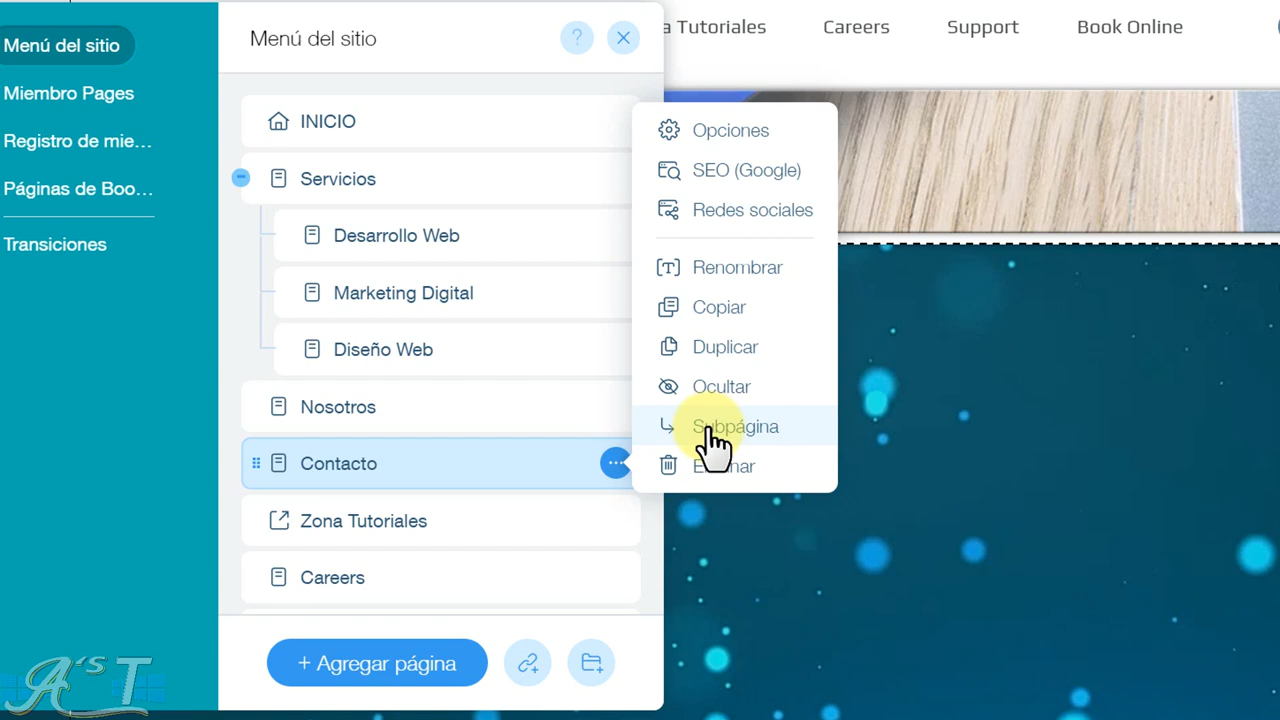 Menú del sitio
Miembro Pages
Registro de mie...
Páginas de Boo...
Transiciones
Menú del sitio
?
INICIO
Servicios
Desarrollo Web
Marketing Digital
Diseño Web
Nosotros
Contacto
Zona Tutoriales
Careers
+ Agregar página
Opciones
SEO (Google)
Redes sociales
Renombrar
Copiar
Duplicar
Ocultar
Subpágina
a Tutoriales Careers Support Book Online
A'S T